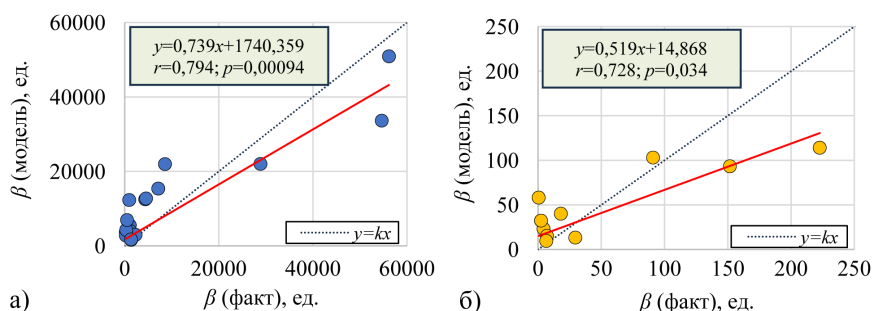 y=0,739x+1740,359
r=0,794; p=0,00094
β (модель), ед.
60000
40000
20000
0
0
20000
40000
60000
y=kx
а)
β (факт), ед.
y=0,519x+14,868
r=0,728; p=0,034
β (модель), ед.
250
200
150
100
50
0
0
50
100
150
200
250
y=kx
б)
β (факт), ед.